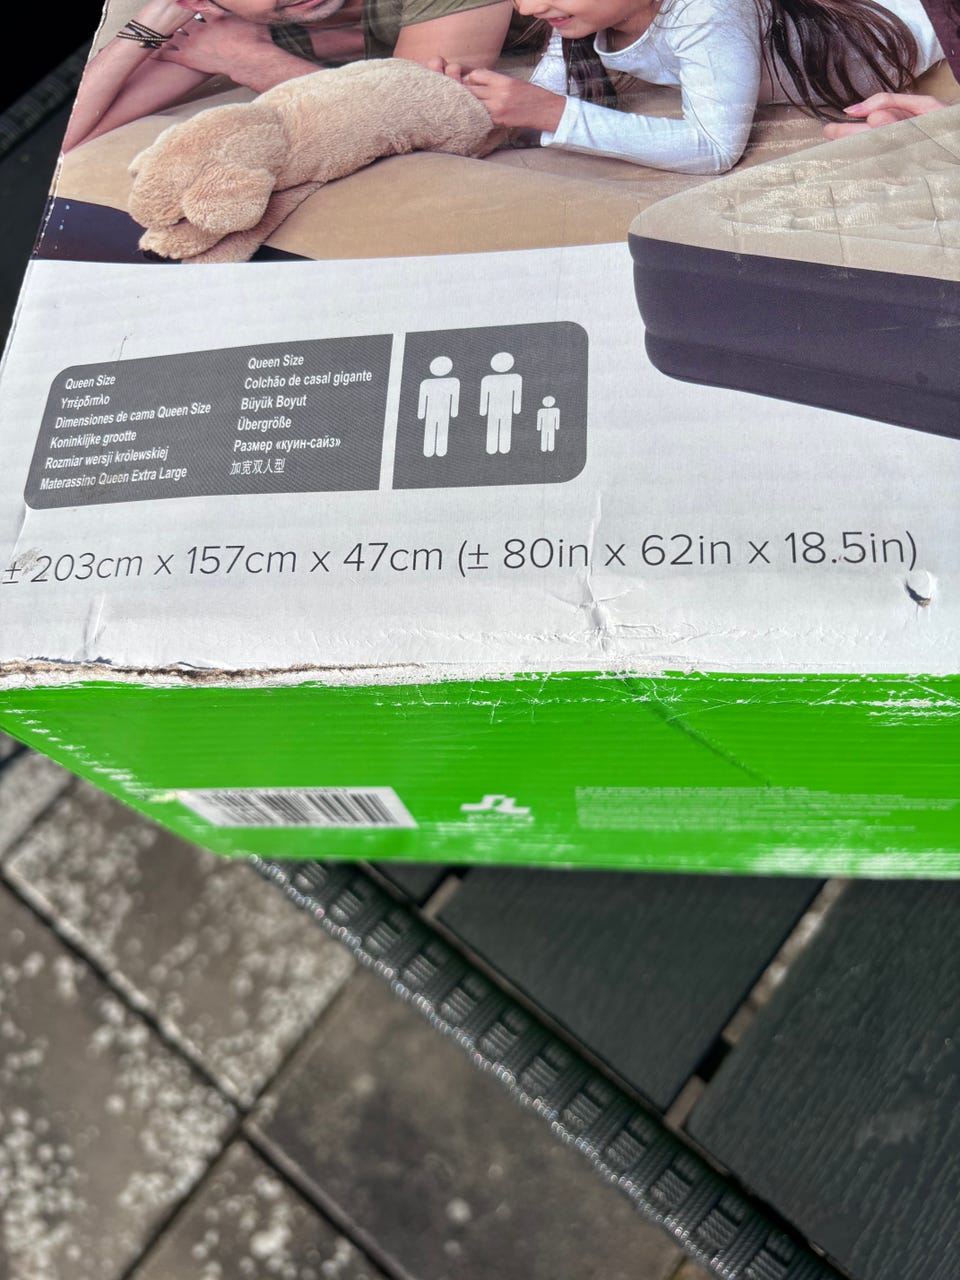 Queen Size
Υπέρδιπλο
Dimensiones de cama Queen Size
Koninklijke grootte
Rozmiar wersji królewskiej
Materassino Queen Extra Large
Queen Size
Colchão de casal gigante
Büyük Boyut
Übergröße
Размер «куин-сайз»
加宽双人型
± 203cm x 157cm x 47cm (± 80in x 62in x 18.5in)